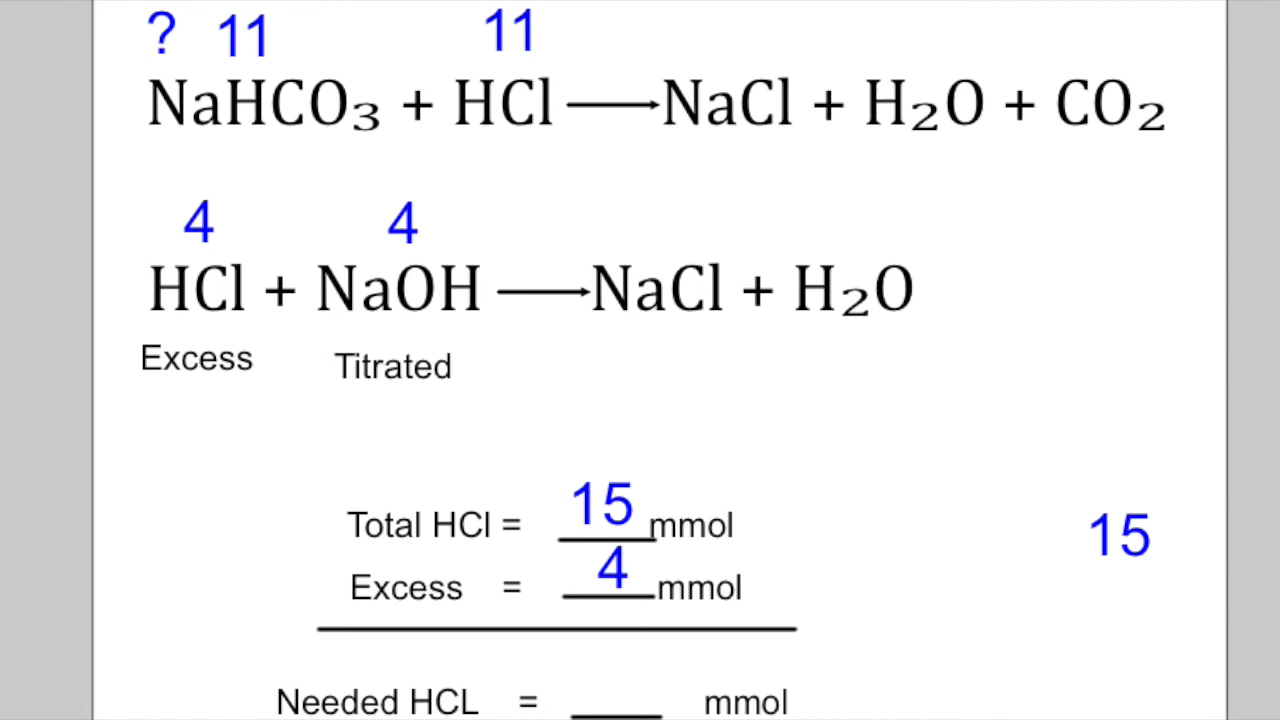 ? 11 11
NaHCO₃ + HCl ⟶ NaCl + H₂O + CO₂
4 4
HCl + NaOH ⟶ NaCl + H₂O
Excess Titrated
Total HCl = 15 mmol
15
Excess = 4 mmol
Needed HCL = ____ mmol